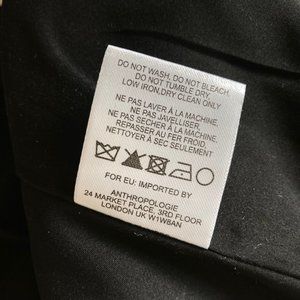 DO NOT WASH. DO NOT BLEACH.
DO NOT TUMBLE DRY.
LOW IRON.DRY CLEAN ONLY
NE PAS LAVER À LA MACHINE.
NE PAS JAVELLISER.
NE PAS SECHER À LA MACHINE.
REPASSER AU FER FROID.
NETTOYER À SEC SEULEMENT
FOR EU: IMPORTED BY
ANTHROPOLOGIE
24 MARKET PLACE, 3RD FLOOR
LONDON UK W1W8AN